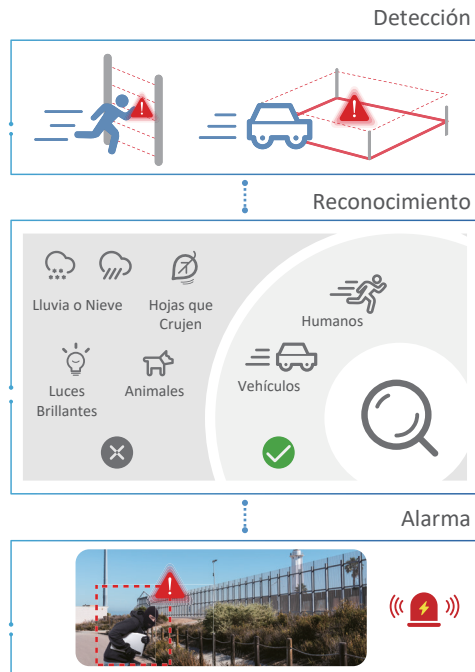 Detección
Reconocimiento
Lluvia o Nieve
Hojas que
Crujen
Humanos
Luces
Brillantes
Animales
Vehículos
Alarma